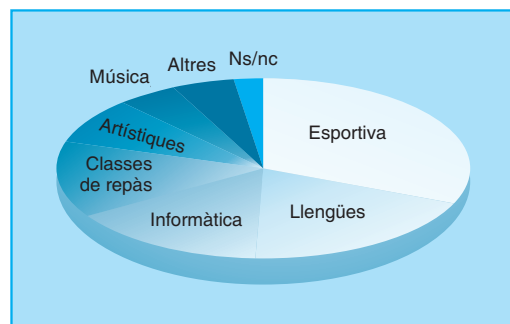 Ns/nc
Altres
Música
Artístiques
Esportiva
Classes
de repàs
Informàtica
Llengües